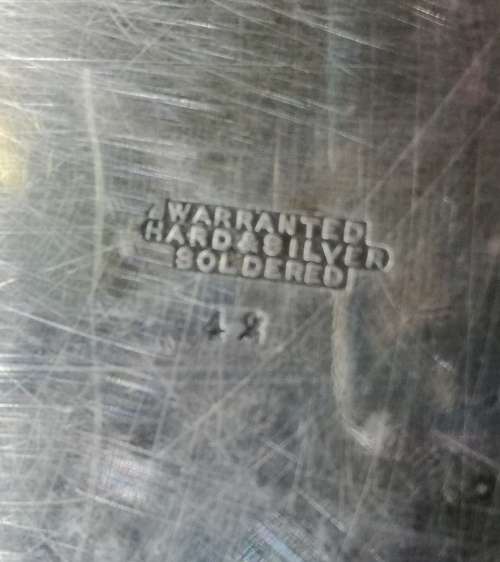 WARRANTED
HARD & SILVER
SOLDERED
42